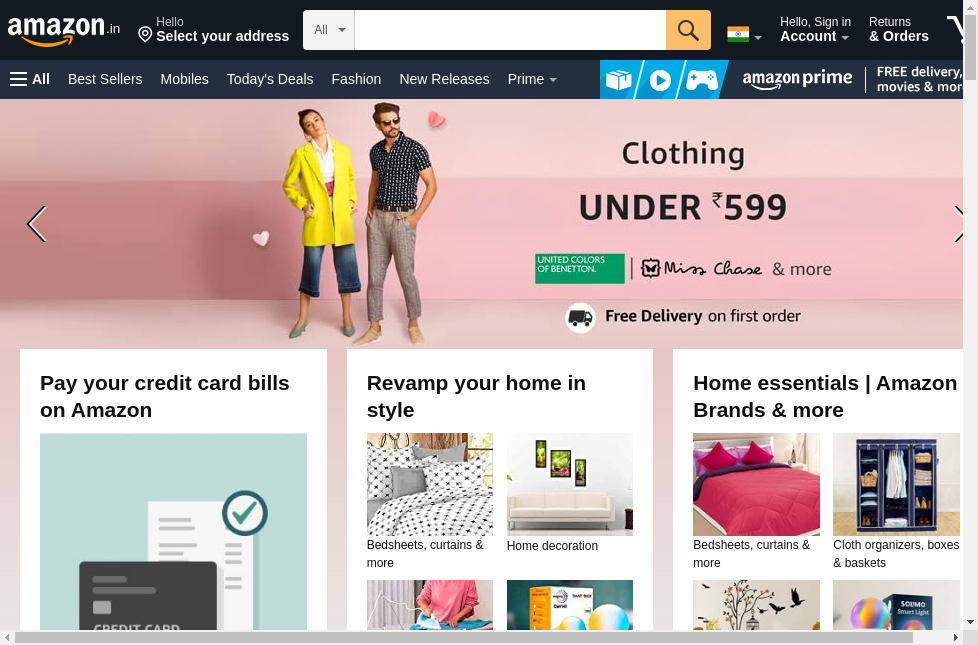 amazon.in
Hello
Select your address
All
Hello, Sign in
Account
Returns
& Orders
All
Best Sellers
Mobiles
Today's Deals
Fashion
New Releases
Prime
amazon prime
FREE delivery,
movies & mor
Clothing
UNDER ₹599
UNITED COLORS
OF BENETTON.
Miss Chase & more
Free Delivery on first order
Pay your credit card bills
on Amazon
CREDIT CARD
Revamp your home in
style
Bedsheets, curtains &
more
Home decoration
Home essentials | Amazon
Brands & more
Bedsheets, curtains &
more
Cloth organizers, boxes
& baskets
SOLIMO
Smart Light